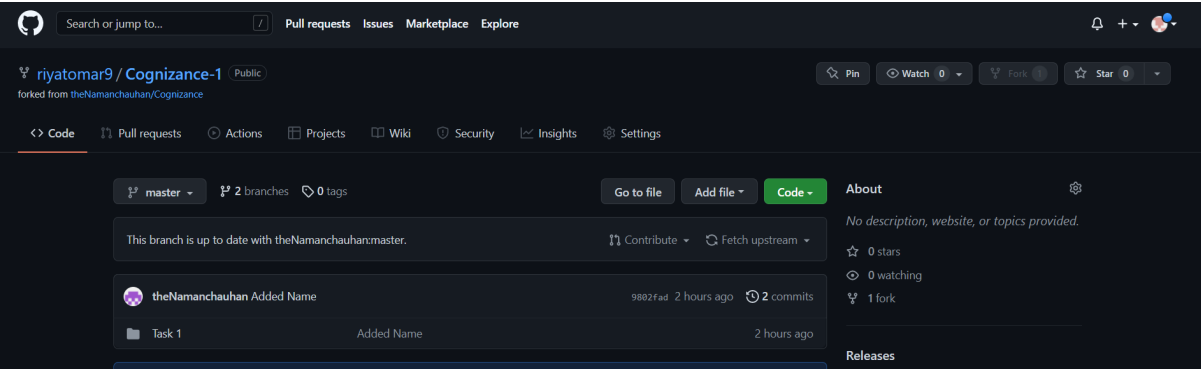 Search or jump to... / Pull requests Issues Marketplace Explore
riyatomar9 / Cognizance-1 Public Pin Watch 0 Fork 1 Star 0
forked from theNamanchauhan/Cognizance
Code Pull requests Actions Projects Wiki Security Insights Settings
master 2 branches 0 tags Go to file Add file Code
This branch is up to date with theNamanchauhan:master. Contribute Fetch upstream
theNamanchauhan Added Name 9802fad 2 hours ago 2 commits
Task 1 Added Name 2 hours ago
About
No description, website, or topics provided.
0 stars
0 watching
1 fork
Releases